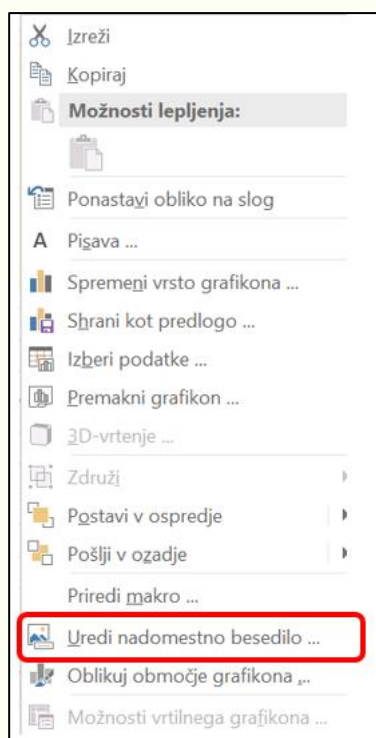 Izreži
Kopiraj
Možnosti lepljenja:
Ponastavi obliko na slog
Pisava ...
Spremeni vrsto grafikona ...
Shrani kot predlogo ...
Izberi podatke ...
Premakni grafikon ...
3D-vrtenje ...
Združi
Postavi v ospredje
Pošlji v ozadje
Priredi makro ...
Uredi nadomestno besedilo ...
Oblikuj območje grafikona ...
Možnosti vrtilnega grafikona ...